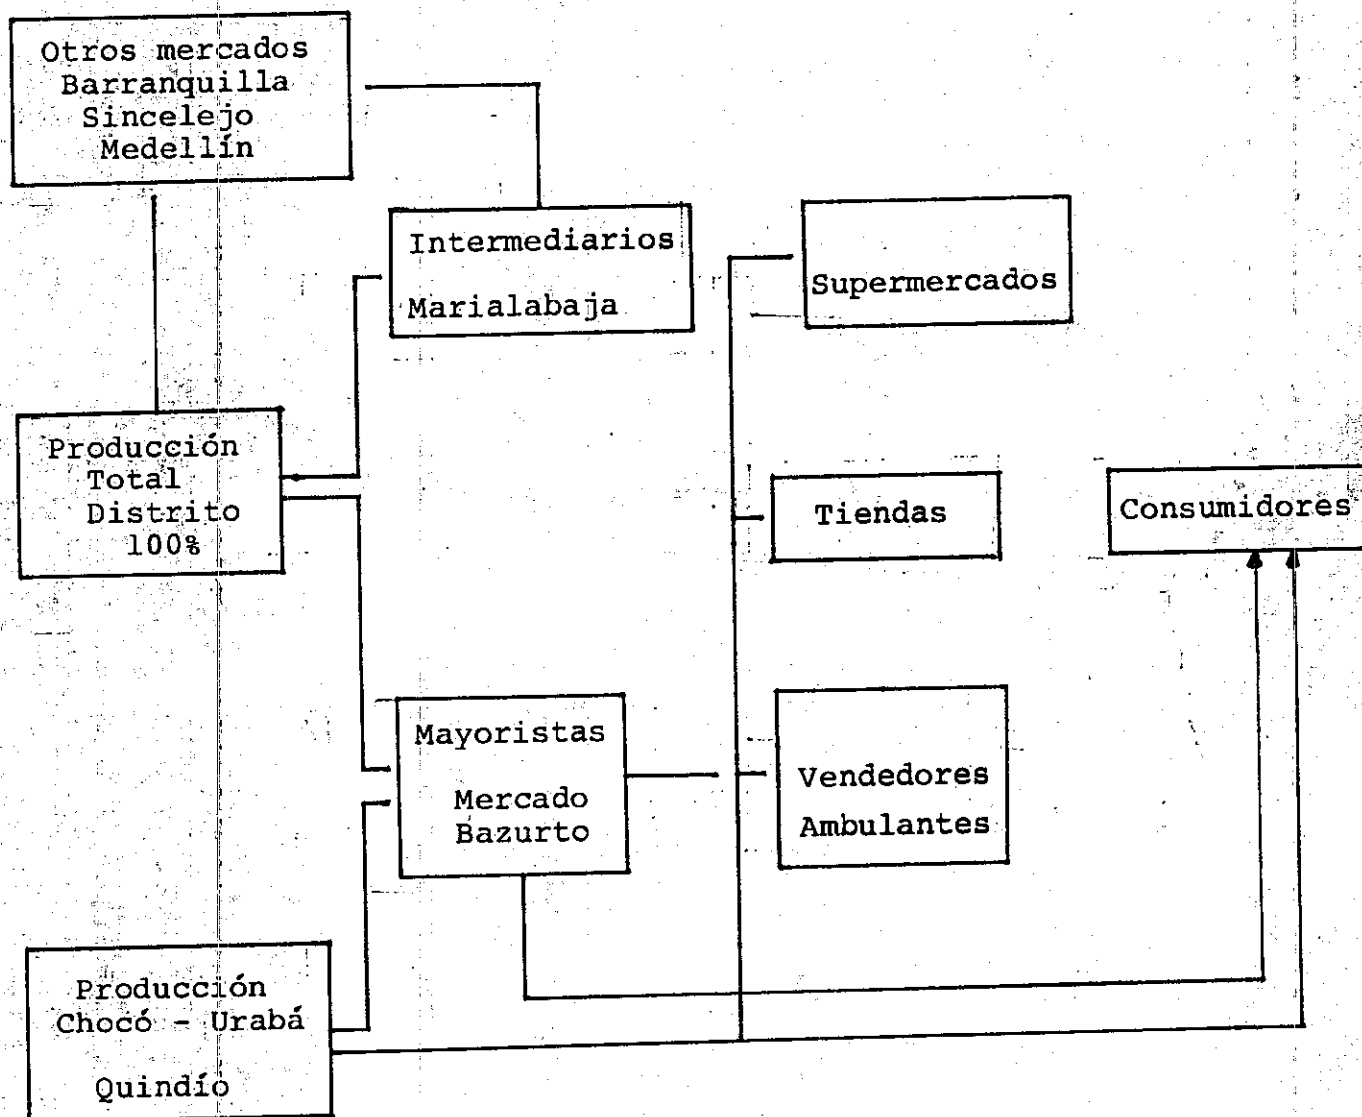 Otros mercados
Barranquilla
Sincelejo
Medellín
Intermediarios
Marialabaja
Supermercados
Producción
Total
Distrito
100%
Tiendas
Consumidores
Mayoristas
Mercado
Bazurto
Vendedores
Ambulantes
Producción
Chocó - Urabá
Quindío